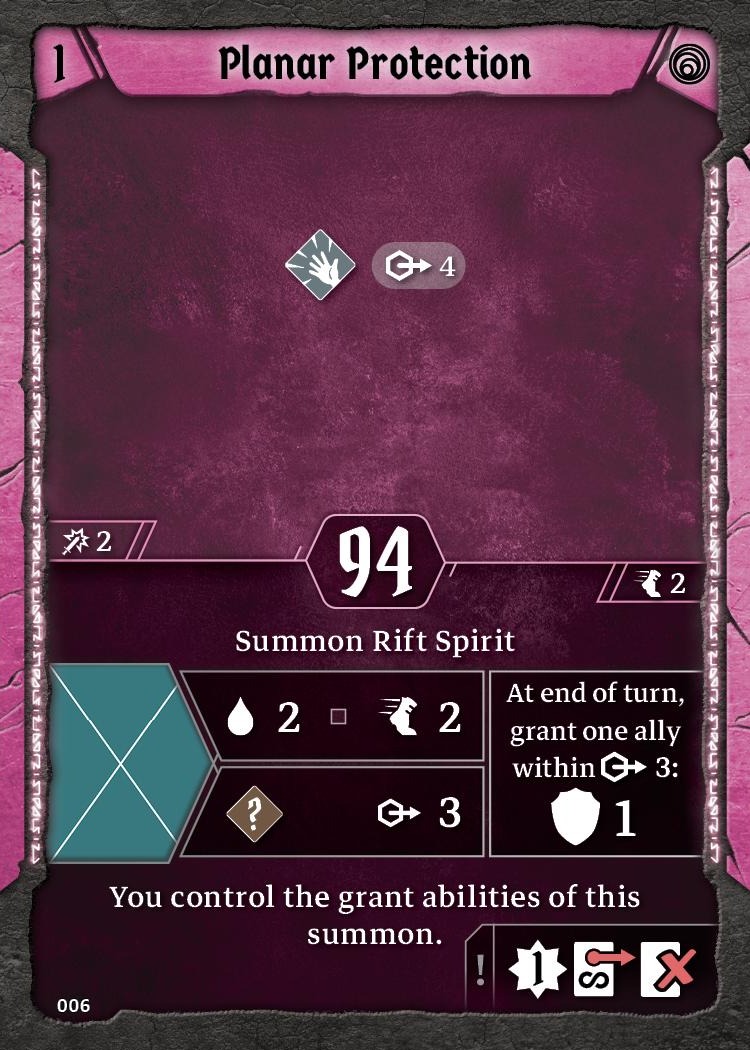 1
Planar Protection
4
2
94
2
Summon Rift Spirit
2
2
?
3
At end of turn,
grant one ally
within 3:
1
You control the grant abilities of this
summon.
!
1
006